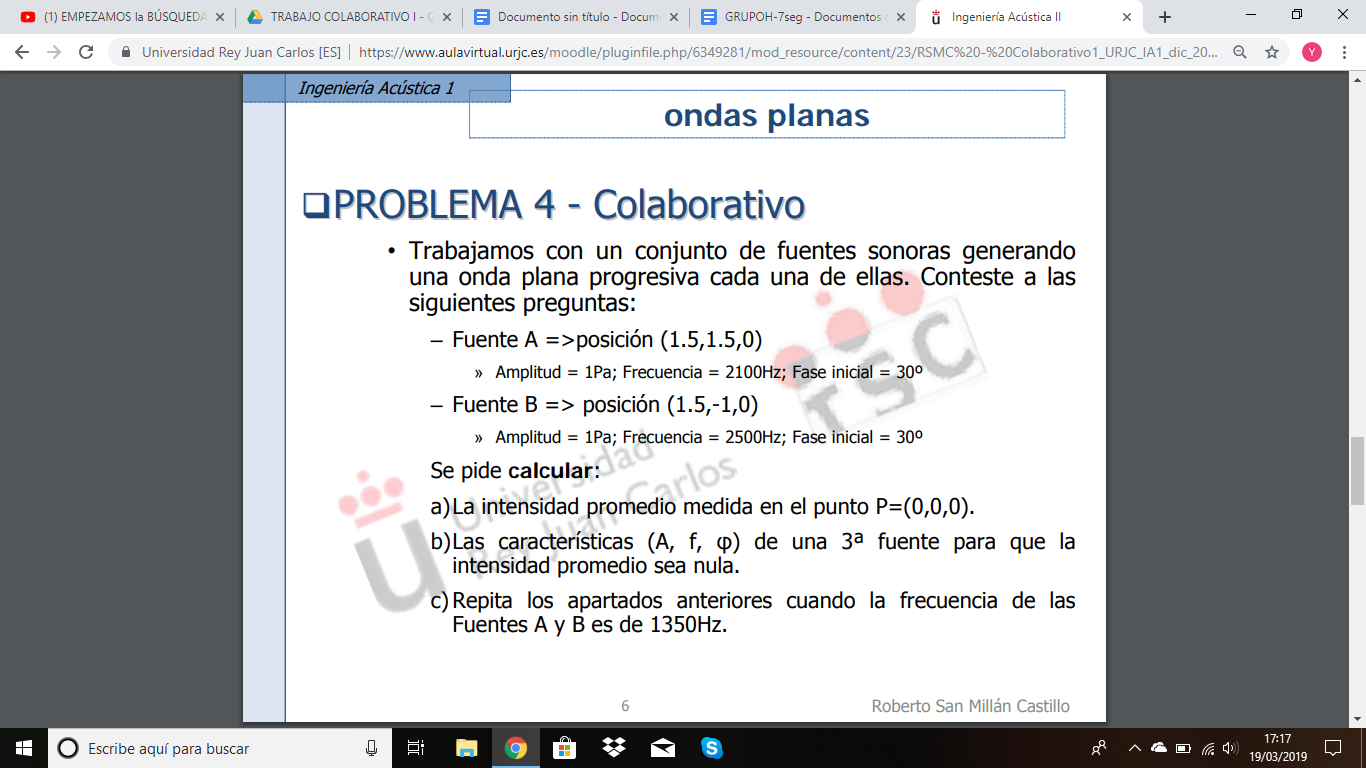 (1) EMPEZAMOS la BÚSQUEDA
TRABAJO COLABORATIVO I - G
Documento sin título - Docum
GRUPOH-7seg - Documentos
Ingeniería Acústica II
Universidad Rey Juan Carlos [ES]
https://www.aulavirtual.urjc.es/moodle/pluginfile.php/6349281/mod_resource/content/23/RSMC%20-%20Colaborativo1_URJC_IA1_dic_20...
Y
Ingeniería Acústica 1
ondas planas
PROBLEMA 4 - Colaborativo
• Trabajamos con un conjunto de fuentes sonoras generando
una onda plana progresiva cada una de ellas. Conteste a las
siguientes preguntas:
– Fuente A =>posición (1.5,1.5,0)
» Amplitud = 1Pa; Frecuencia = 2100Hz; Fase inicial = 30º
– Fuente B => posición (1.5,-1,0)
» Amplitud = 1Pa; Frecuencia = 2500Hz; Fase inicial = 30º
Se pide calcular:
a)La intensidad promedio medida en el punto P=(0,0,0).
b)Las características (A, f, φ) de una 3ª fuente para que la
intensidad promedio sea nula.
c)Repita los apartados anteriores cuando la frecuencia de las
Fuentes A y B es de 1350Hz.
tsc
u
Universidad
Rey Juan Carlos
6
Roberto San Millán Castillo
Escribe aquí para buscar
17:17
19/03/2019